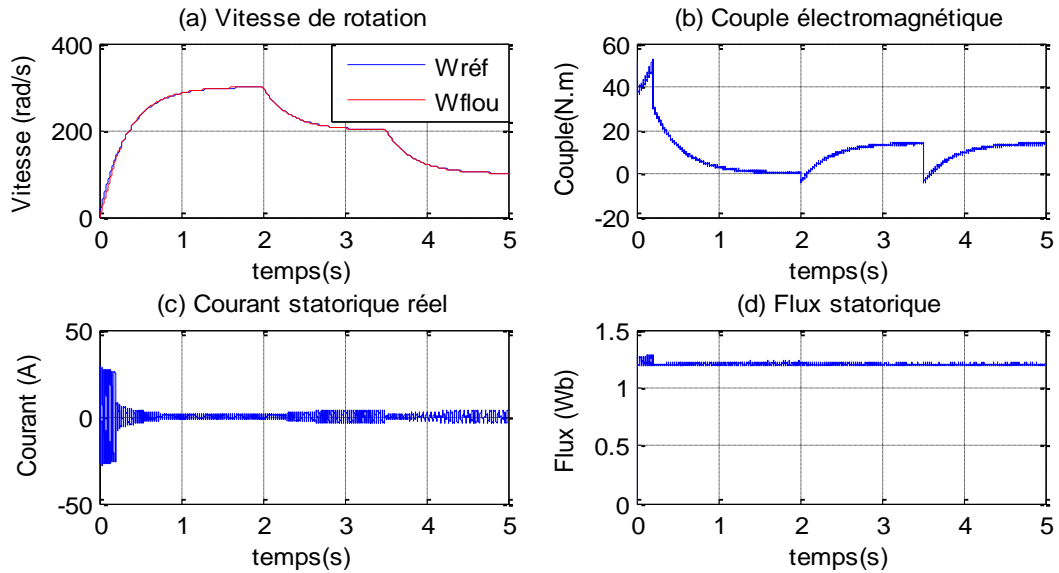 (a) Vitesse de rotation
400
200
0
Vitesse (rad/s)
Wréf
Wflou
0 1 2 3 4 5
temps(s)
(b) Couple électromagnétique
60
40
20
0
-20
Couple(N.m)
0 1 2 3 4 5
temps(s)
(c) Courant statorique réel
50
0
-50
Courant (A)
0 1 2 3 4 5
temps(s)
(d) Flux statorique
1.5
1
0.5
0
Flux (Wb)
0 1 2 3 4 5
temps(s)